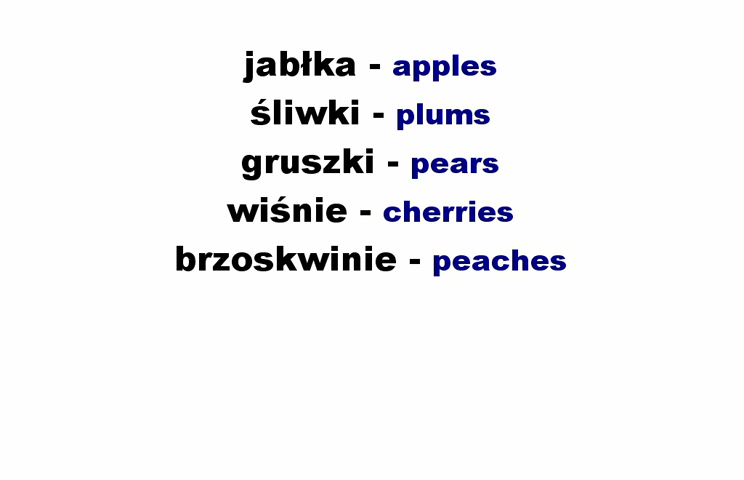 jabłka - apples
śliwki - plums
gruszki - pears
wiśnie - cherries
brzoskwinie - peaches